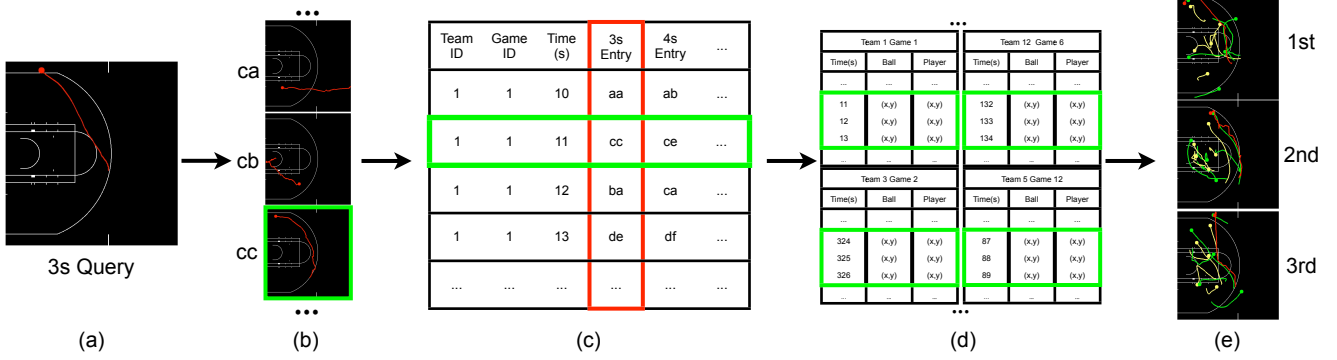 3s Query
(a)
•••
ca
cb
cc
•••
(b)
Team ID Game ID Time (s) 3s Entry 4s Entry ...
1 1 10 aa ab ...
1 1 11 cc ce ...
1 1 12 ba ca ...
1 1 13 de df ...
... ... ... ... ... ...
(c)
•••
Team 1 Game 1
Time(s) Ball Player
... ... ...
11 (x,y) (x,y)
12 (x,y) (x,y)
13 (x,y) (x,y)
... ... ...
Team 12 Game 6
Time(s) Ball Player
... ... ...
132 (x,y) (x,y)
133 (x,y) (x,y)
134 (x,y) (x,y)
... ... ...
Team 3 Game 2
Time(s) Ball Player
... ... ...
324 (x,y) (x,y)
325 (x,y) (x,y)
326 (x,y) (x,y)
... ... ...
Team 5 Game 12
Time(s) Ball Player
... ... ...
87 (x,y) (x,y)
88 (x,y) (x,y)
89 (x,y) (x,y)
... ... ...
•••
(d)
1st
2nd
3rd
(e)